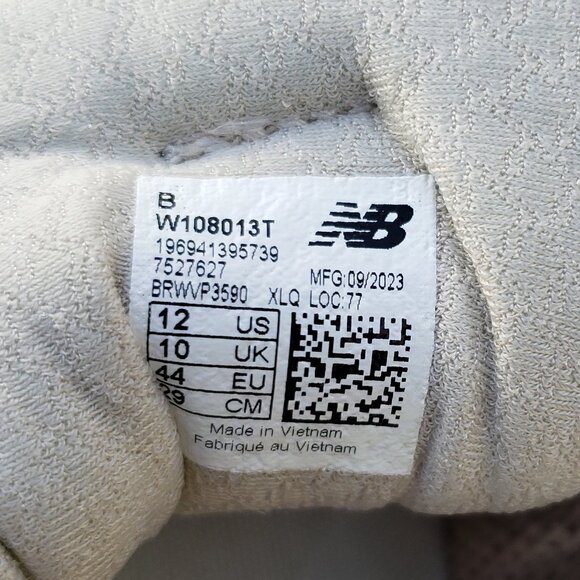 B
W108013T
NB
196941395739
7527627
MFG:09/2023
BRWVP3590 XLQ LOC:77
12 US
10 UK
44 EU
29 CM
Made in Vietnam
Fabriqué au Vietnam